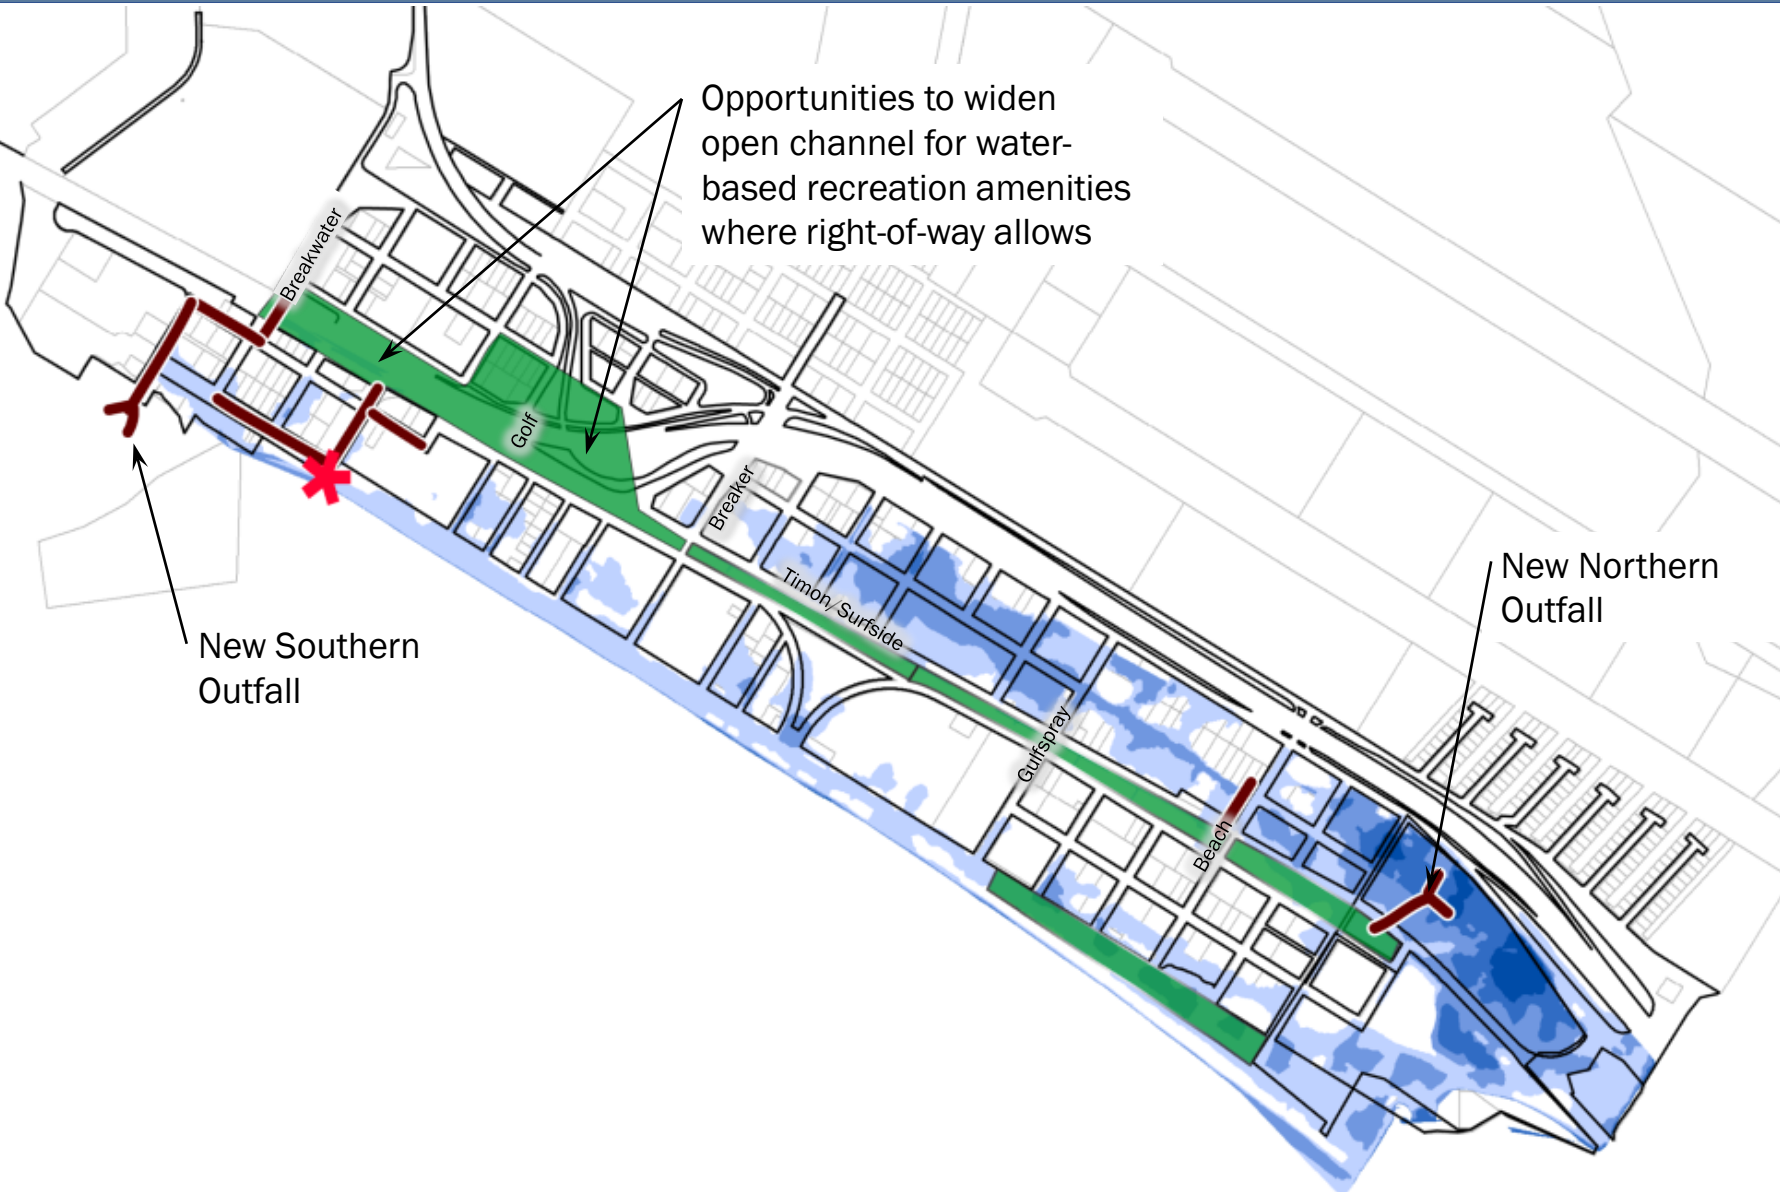 Opportunities to widen
open channel for water-
based recreation amenities
where right-of-way allows
Breakwater
Golf
Breaker
Timon/Surfside
New Northern
Outfall
New Southern
Outfall
Gulfspray
Beach